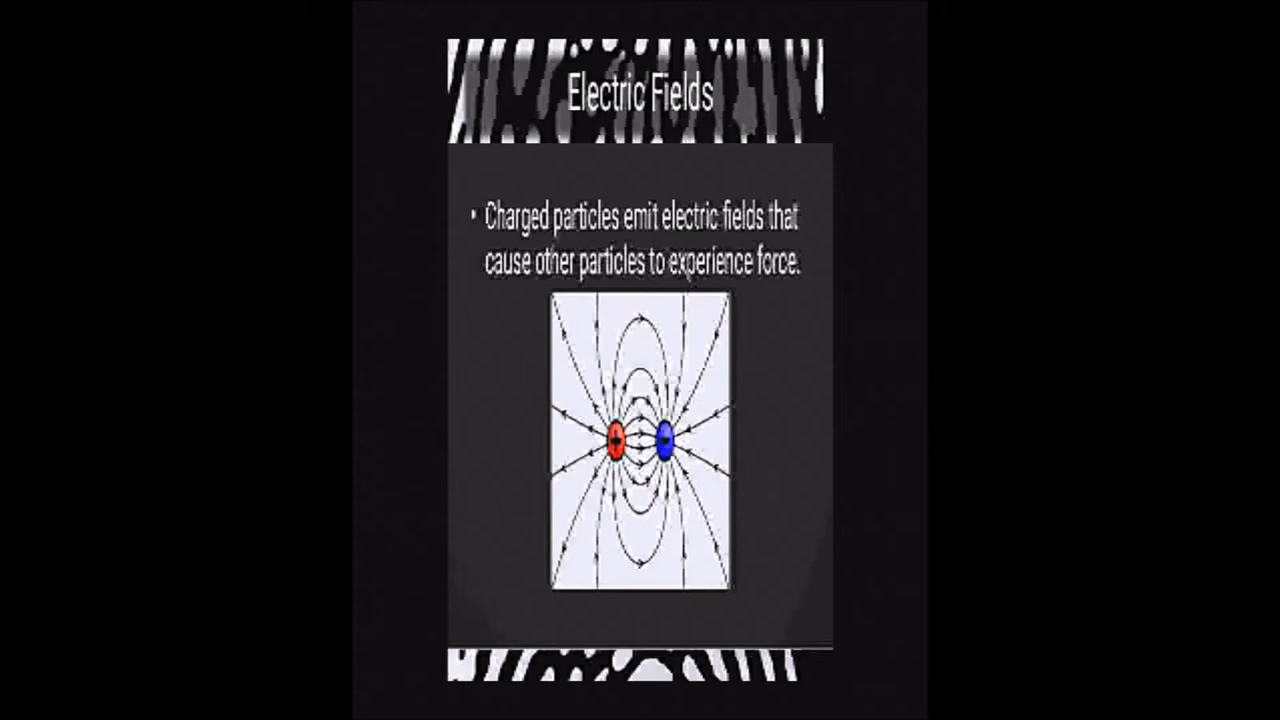 Electric Fields
• Charged particles emit electric fields that
cause other particles to experience force.
+
-